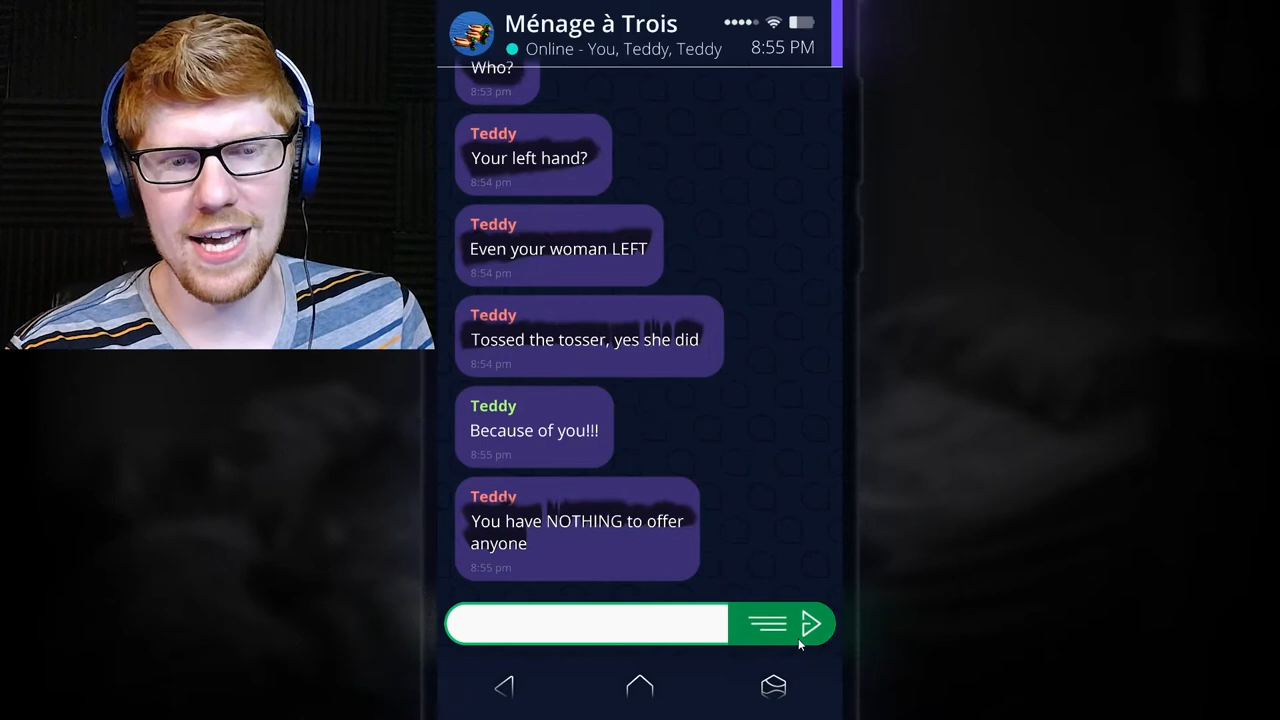 Ménage à Trois
Online - You, Teddy, Teddy
8:55 PM
Who?
8:53 pm
Teddy
Your left hand?
8:54 pm
Teddy
Even your woman LEFT
8:54 pm
Teddy
Tossed the tosser, yes she did
8:54 pm
Teddy
Because of you!!!
8:55 pm
Teddy
You have NOTHING to offer
anyone
8:55 pm